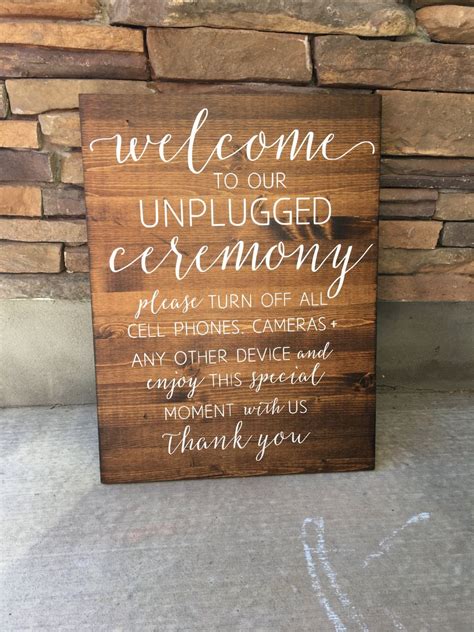 welcome
TO OUR
UNPLUGGED
ceremony
please TURN OFF ALL
CELL PHONES, CAMERAS +
ANY OTHER DEVICE and
enjoy THIS special
MOMENT with US
Thank you